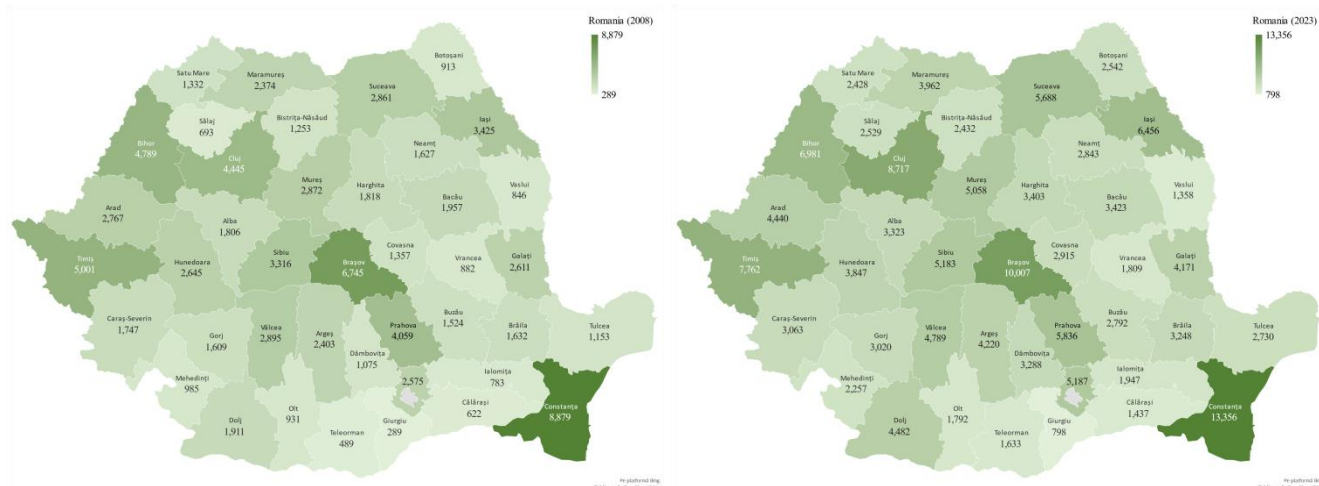 Romania (2008)
8,879
289
Botoșani
913
Satu Mare
1,332
Maramureș
2,374
Suceava
2,861
Iași
3,425
Sălaj
693
Bistrița-Năsăud
1,253
Bihor
4,789
Cluj
4,445
Neamț
1,627
Mureș
2,872
Harghita
1,818
Vaslui
846
Bacău
1,957
Arad
2,767
Alba
1,806
Timiș
5,001
Hunedoara
2,645
Sibiu
3,316
Brașov
6,745
Covasna
1,357
Vrancea
882
Galați
2,611
Caraș-Severin
1,747
Gorj
1,609
Vâlcea
2,895
Argeș
2,403
Prahova
4,059
Buzău
1,524
Brăila
1,632
Tulcea
1,153
Dâmbovița
1,075
Mehedinți
985
2,575
Ialomița
783
Călărași
622
Constanța
8,879
Dolj
1,911
Olt
931
Teleorman
489
Giurgiu
289
Pe platformă Blog
Romania (2023)
13,356
798
Botoșani
2,542
Satu Mare
2,428
Maramureș
3,962
Suceava
5,688
Iași
6,456
Sălaj
2,529
Bistrița-Năsăud
2,432
Bihor
6,981
Cluj
8,717
Neamț
2,843
Mureș
5,058
Harghita
3,403
Vaslui
1,358
Bacău
3,423
Arad
4,440
Alba
3,323
Timiș
7,762
Hunedoara
3,847
Sibiu
5,183
Brașov
10,007
Covasna
2,915
Vrancea
1,809
Galați
4,171
Caraș-Severin
3,063
Gorj
3,020
Vâlcea
4,789
Argeș
4,220
Prahova
5,836
Buzău
2,792
Brăila
3,248
Tulcea
2,730
Dâmbovița
3,288
Mehedinți
2,257
5,187
Ialomița
1,947
Călărași
1,437
Constanța
13,356
Dolj
4,482
Olt
1,792
Teleorman
1,633
Giurgiu
798
Pe platformă Blog